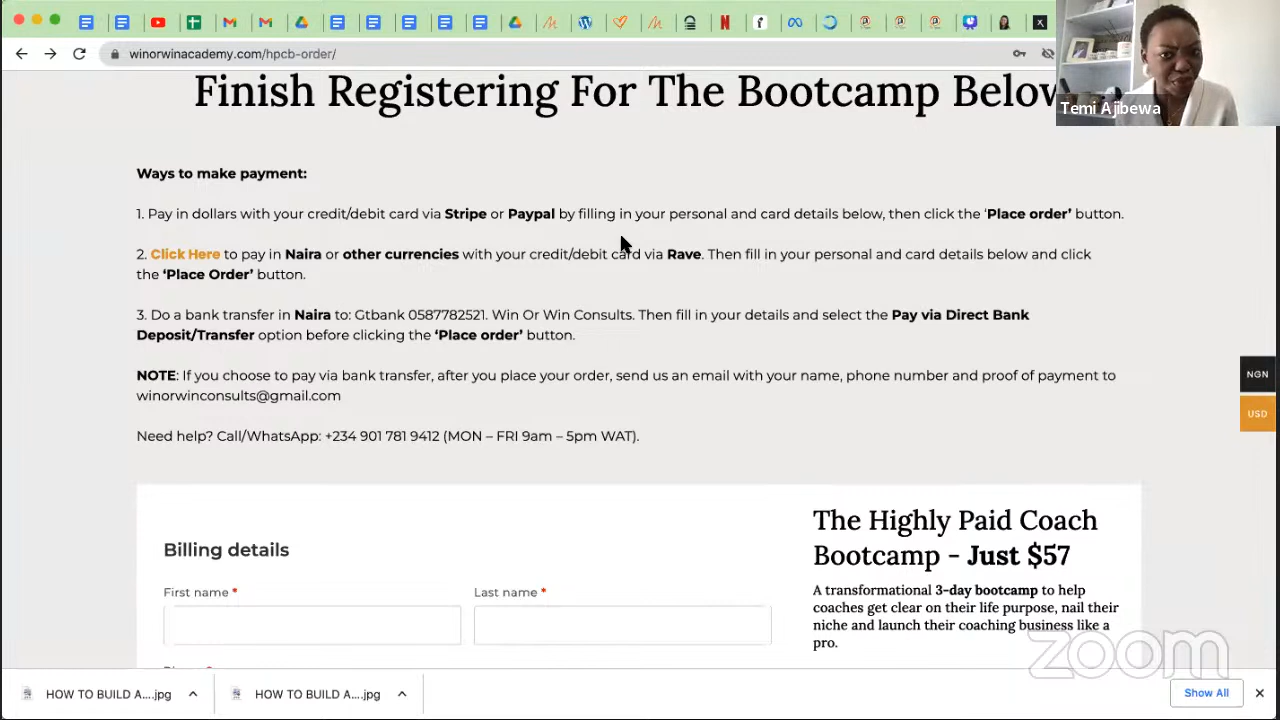 winorwinacademy.com/hpcb-order/
Finish Registering For The Bootcamp Below
Temi Ajibewa
Ways to make payment:
1. Pay in dollars with your credit/debit card via Stripe or Paypal by filling in your personal and card details below, then click the ‘Place order’ button.
2. Click Here to pay in Naira or other currencies with your credit/debit card via Rave. Then fill in your personal and card details below and click
the ‘Place Order’ button.
3. Do a bank transfer in Naira to: Gtbank 0587782521. Win Or Win Consults. Then fill in your details and select the Pay via Direct Bank
Deposit/Transfer option before clicking the ‘Place order’ button.
NOTE: If you choose to pay via bank transfer, after you place your order, send us an email with your name, phone number and proof of payment to
winorwinconsults@gmail.com
Need help? Call/WhatsApp: +234 901 781 9412 (MON – FRI 9am – 5pm WAT).
NGN
USD
Billing details
First name *
Last name *
The Highly Paid Coach
Bootcamp - Just $57
A transformational 3-day bootcamp to help
coaches get clear on their life purpose, nail their
niche and launch their coaching business like a
pro.
zoom
HOW TO BUILD A....jpg
HOW TO BUILD A....jpg
Show All